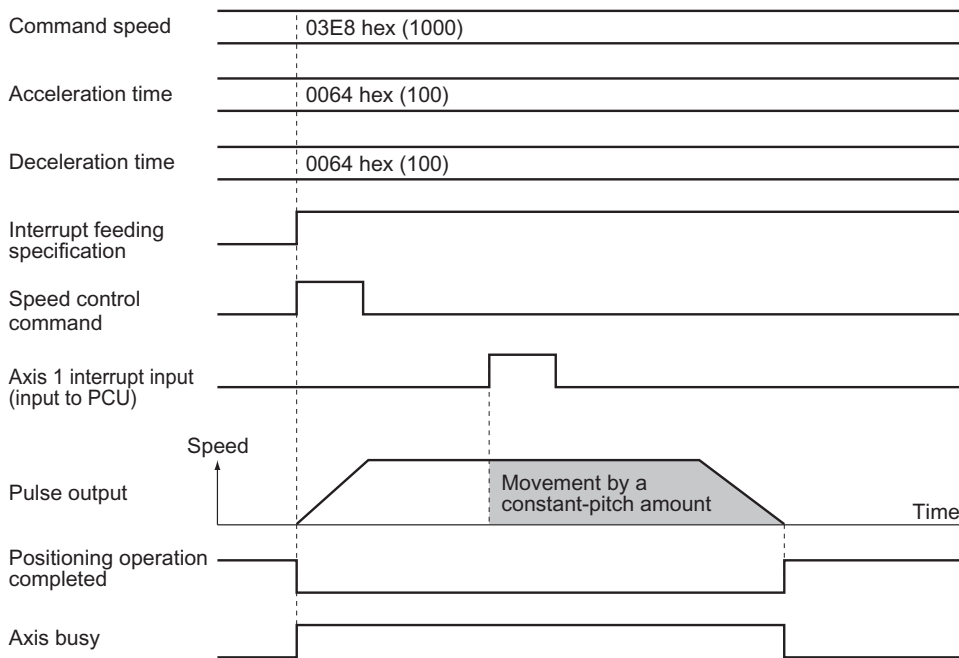 Command speed
03E8 hex (1000)
Acceleration time
0064 hex (100)
Deceleration time
0064 hex (100)
Interrupt feeding
specification
Speed control
command
Axis 1 interrupt input
(input to PCU)
Speed
Pulse output
Movement by a
constant-pitch amount
Time
Positioning operation
completed
Axis busy